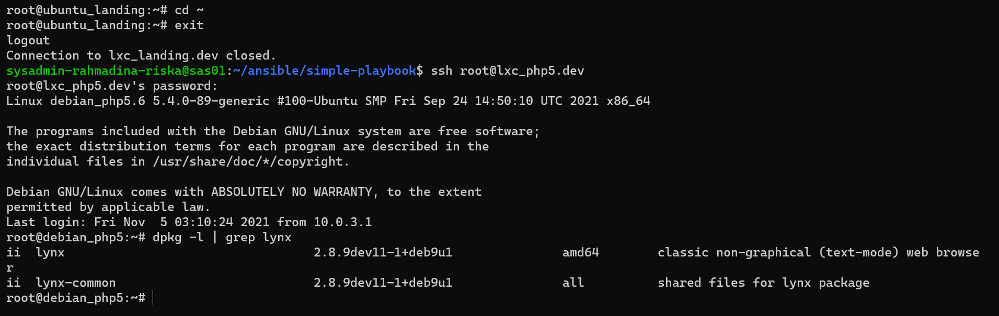 root@ubuntu_landing:~# cd ~
root@ubuntu_landing:~# exit
logout
Connection to lxc_landing.dev closed.
sysadmin-rahmadina-riska@sas01:~/ansible/simple-playbook$ ssh root@lxc_php5.dev
root@lxc_php5.dev's password:
Linux debian_php5.6 5.4.0-89-generic #100-Ubuntu SMP Fri Sep 24 14:50:10 UTC 2021 x86_64
The programs included with the Debian GNU/Linux system are free software;
the exact distribution terms for each program are described in the
individual files in /usr/share/doc/*/copyright.
Debian GNU/Linux comes with ABSOLUTELY NO WARRANTY, to the extent
permitted by applicable law.
Last login: Fri Nov  5 03:10:24 2021 from 10.0.3.1
root@debian_php5:~# dpkg -l | grep lynx
ii  lynx                                  2.8.9dev11-1+deb9u1               amd64        classic non-graphical (text-mode) web browse
r
ii  lynx-common                           2.8.9dev11-1+deb9u1               all          shared files for lynx package
root@debian_php5:~#